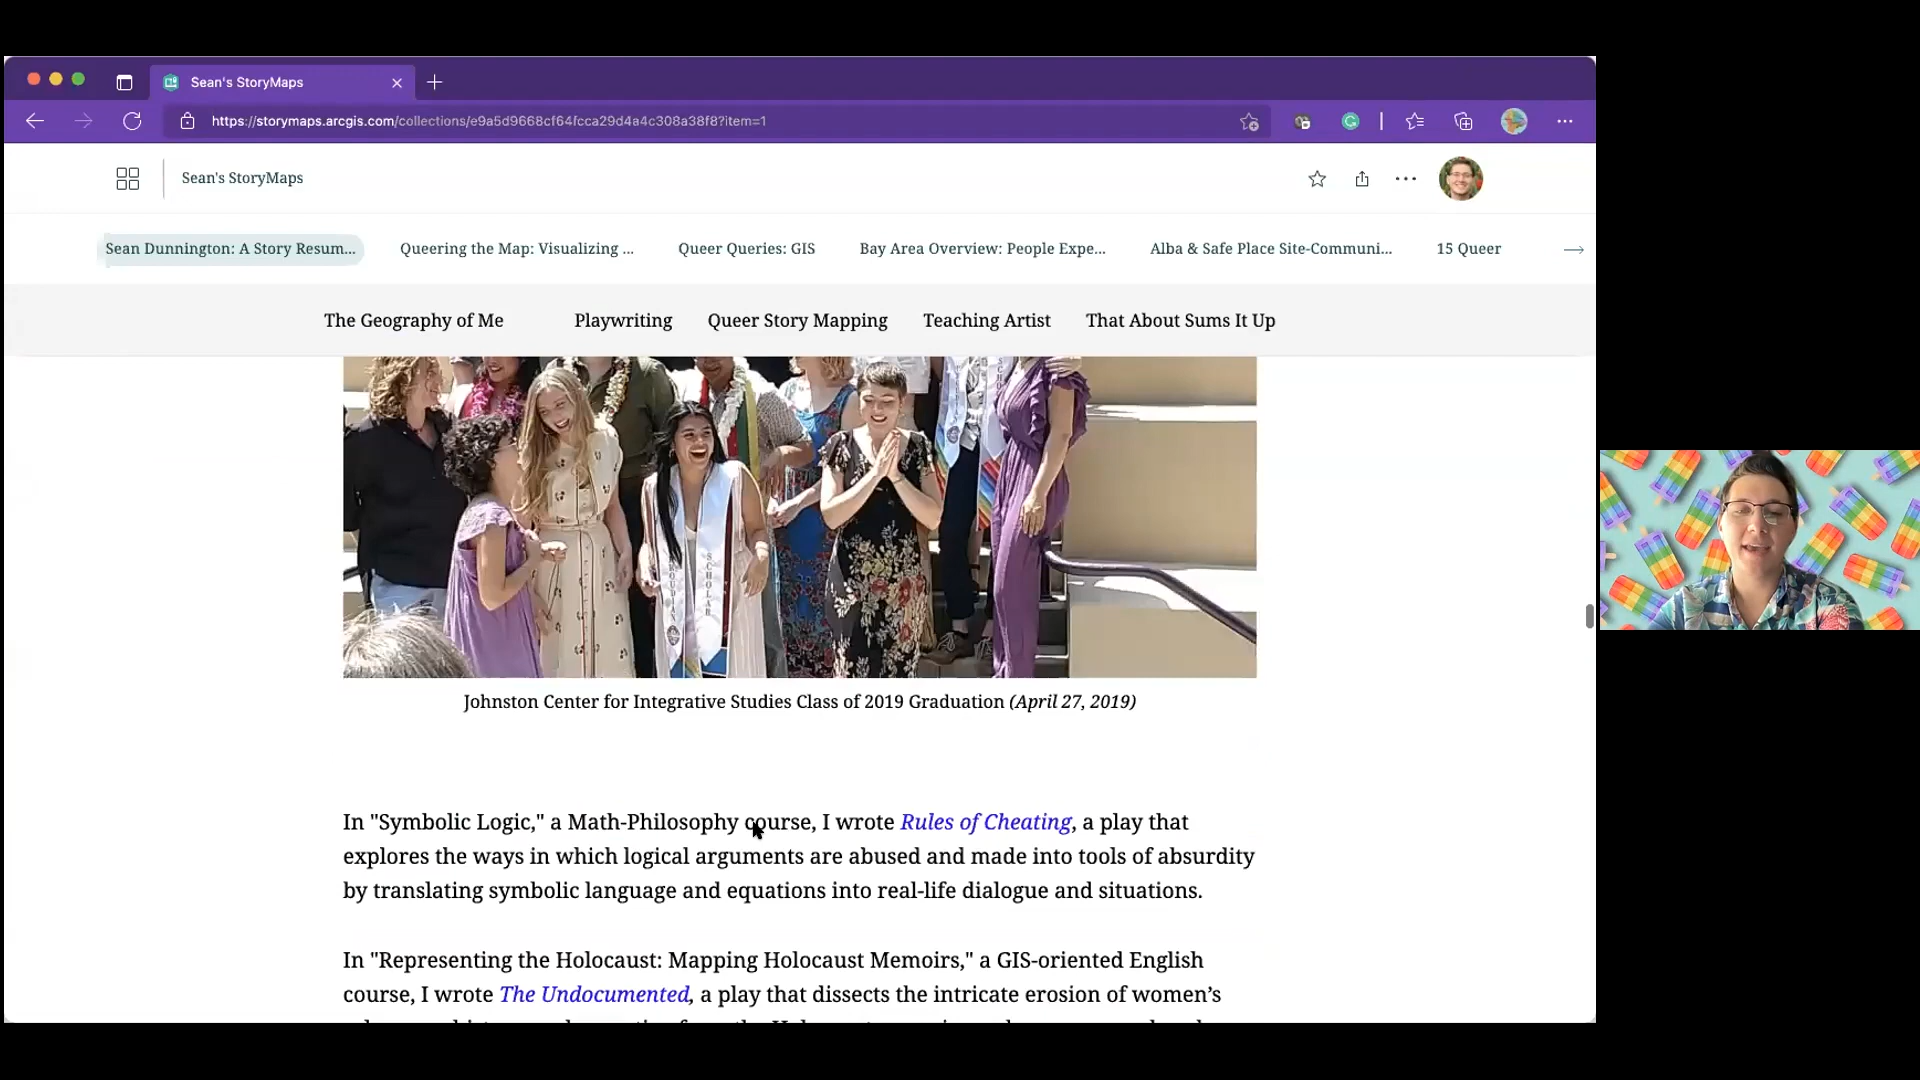 Sean's StoryMaps
https://storymaps.arcgis.com/collections/e9a5d9668cf64fcca29d4a4c308a38f8?item=1
Sean's StoryMaps
Sean Dunnington: A Story Resum...
Queering the Map: Visualizing ...
Queer Queries: GIS
Bay Area Overview: People Expe...
Alba & Safe Place Site-Communi...
15 Queer
The Geography of Me
Playwriting
Queer Story Mapping
Teaching Artist
That About Sums It Up
SCHOLAR
Johnston Center for Integrative Studies Class of 2019 Graduation (April 27, 2019)
In "Symbolic Logic," a Math-Philosophy course, I wrote Rules of Cheating, a play that
explores the ways in which logical arguments are abused and made into tools of absurdity
by translating symbolic language and equations into real-life dialogue and situations.
In "Representing the Holocaust: Mapping Holocaust Memoirs," a GIS-oriented English
course, I wrote The Undocumented, a play that dissects the intricate erosion of women’s